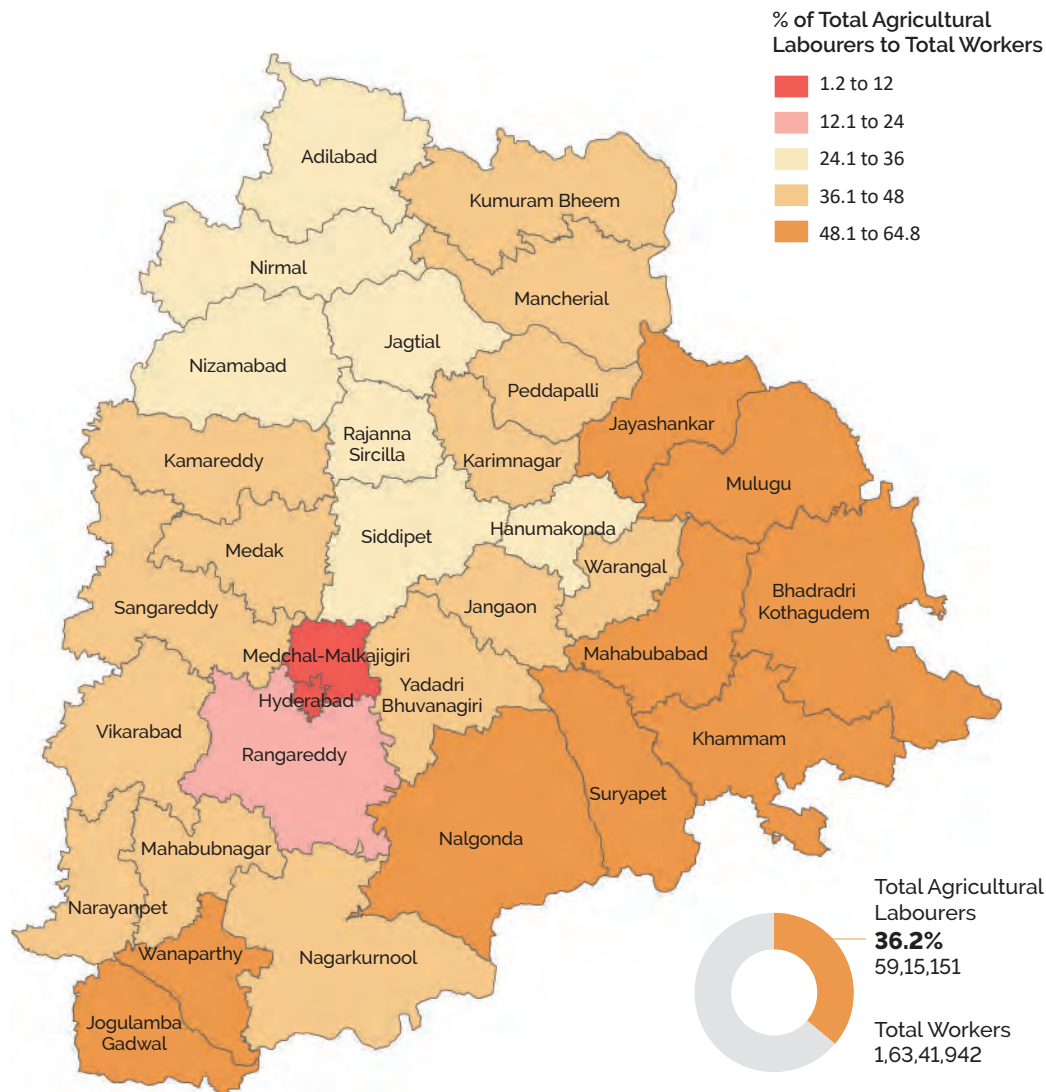 % of Total Agricultural
Labourers to Total Workers
1.2 to 12
12.1 to 24
24.1 to 36
36.1 to 48
48.1 to 64.8
Adilabad
Kumuram Bheem
Nirmal
Mancherial
Jagtial
Nizamabad
Peddapalli
Jayashankar
Rajanna
Sircilla
Kamareddy
Karimnagar
Mulugu
Hanumakonda
Siddipet
Medak
Warangal
Bhadradri
Kothagudem
Sangareddy
Jangaon
Medchal-Malkajigiri
Mahabubabad
Yadadri
Bhuvanagiri
Hyderabad
Vikarabad
Rangareddy
Khammam
Suryapet
Nalgonda
Mahabubnagar
Narayanpet
Wanaparthy
Nagarkurnool
Jogulamba
Gadwal
Total Agricultural
Labourers
36.2%
59,15,151
Total Workers
1,63,41,942